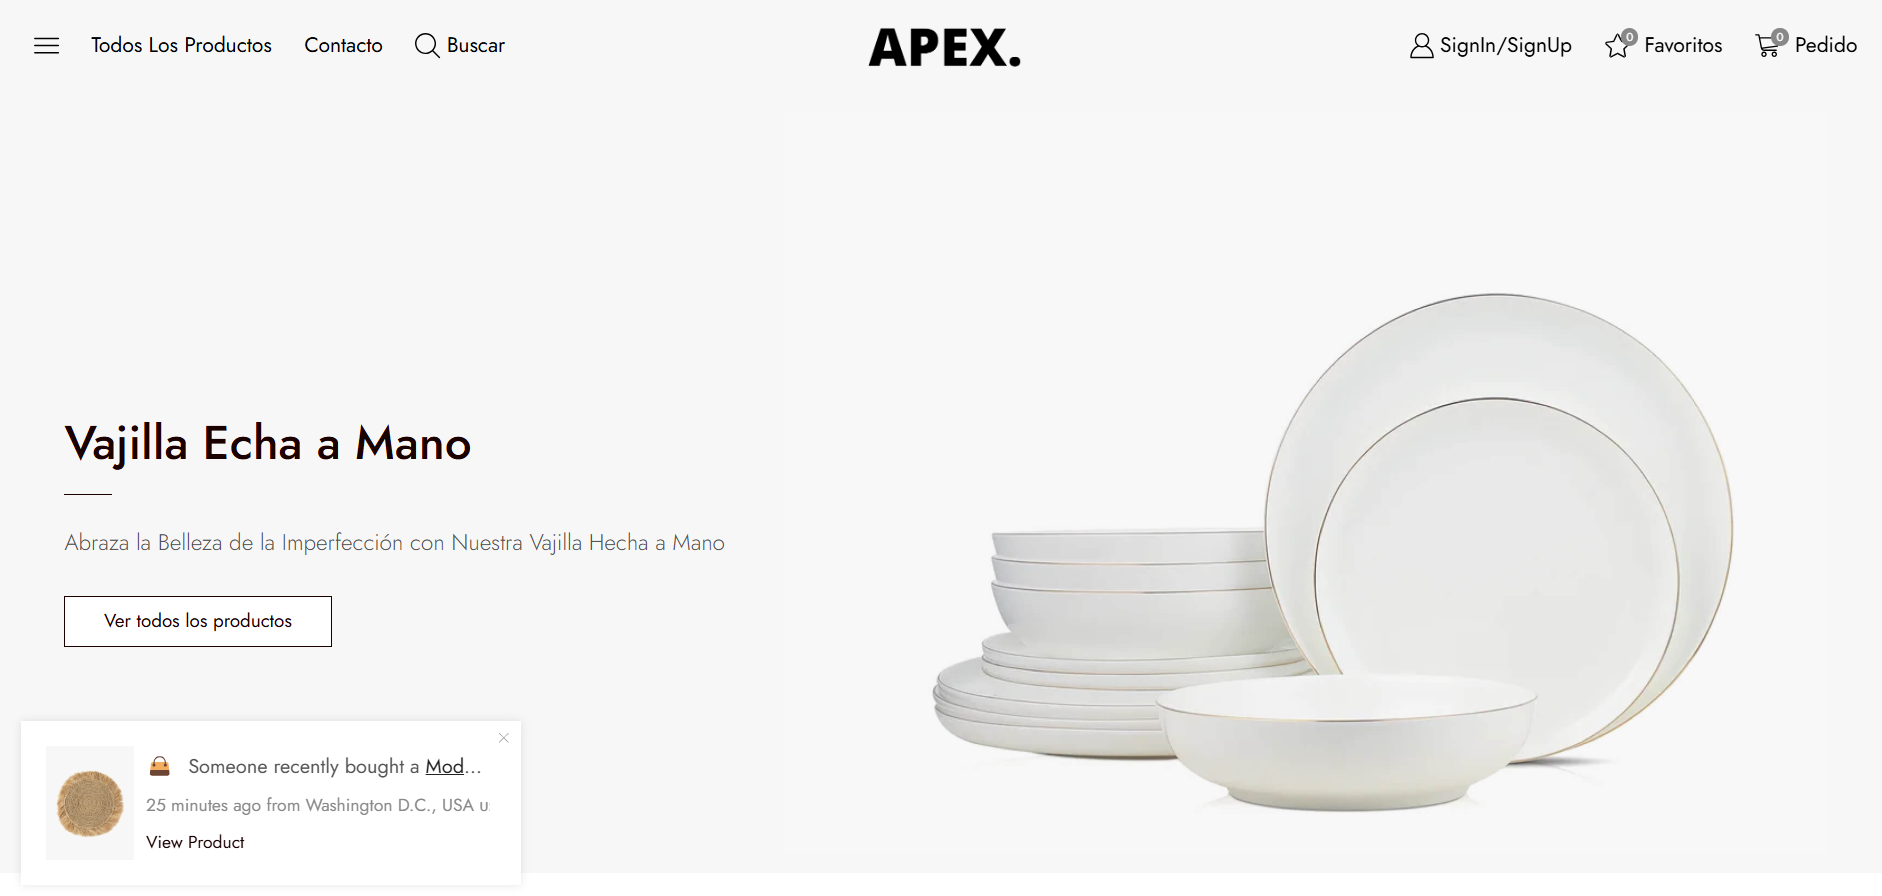 Todos Los Productos
Contacto
Buscar
APEX.
SignIn/SignUp
0
Favoritos
0
Pedido
Vajilla Echa a Mano
Abraza la Belleza de la Imperfección con Nuestra Vajilla Hecha a Mano
Ver todos los productos
Someone recently bought a Mod...
25 minutes ago from Washington D.C., USA u
View Product